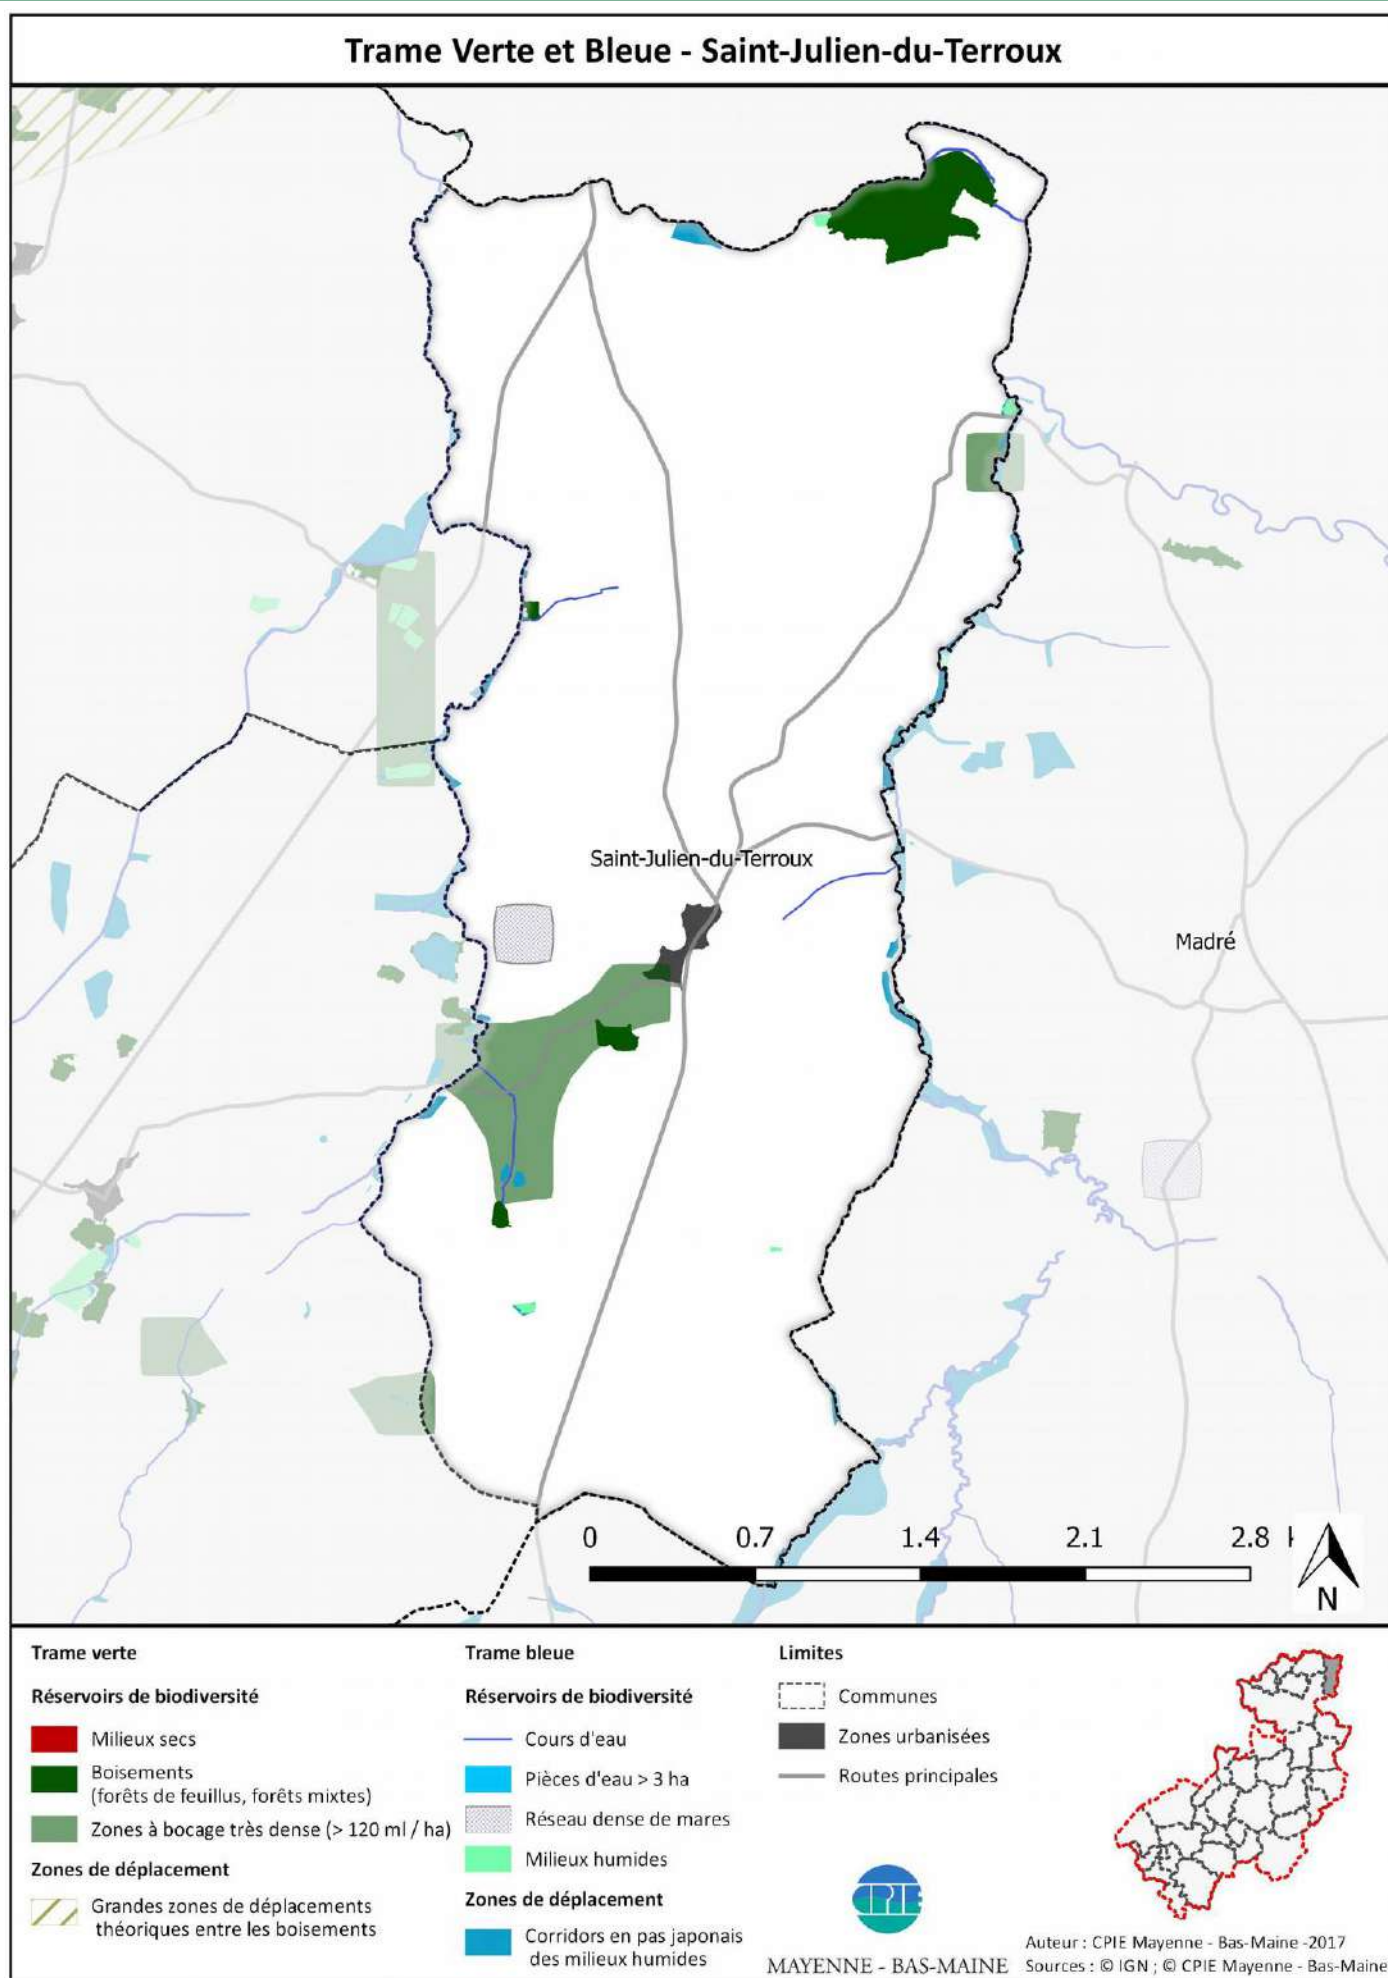 Trame Verte et Bleue - Saint-Julien-du-Terroux
Saint-Julien-du-Terroux
Madré
0 0.7 1.4 2.1 2.8
N
Trame verte
Réservoirs de biodiversité
Milieux secs
Boisements
(forêts de feuillus, forêts mixtes)
Zones à bocage très dense (> 120 ml / ha)
Zones de déplacement
Grandes zones de déplacements
théoriques entre les boisements
Trame bleue
Réservoirs de biodiversité
Cours d'eau
Pièces d'eau > 3 ha
Réseau dense de mares
Milieux humides
Zones de déplacement
Corridors en pas japonais
des milieux humides
Limites
Communes
Zones urbanisées
Routes principales
CPIE
MAYENNE - BAS-MAINE
Auteur : CPIE Mayenne - Bas-Maine -2017
Sources : © IGN ; © CPIE Mayenne - Bas-Maine